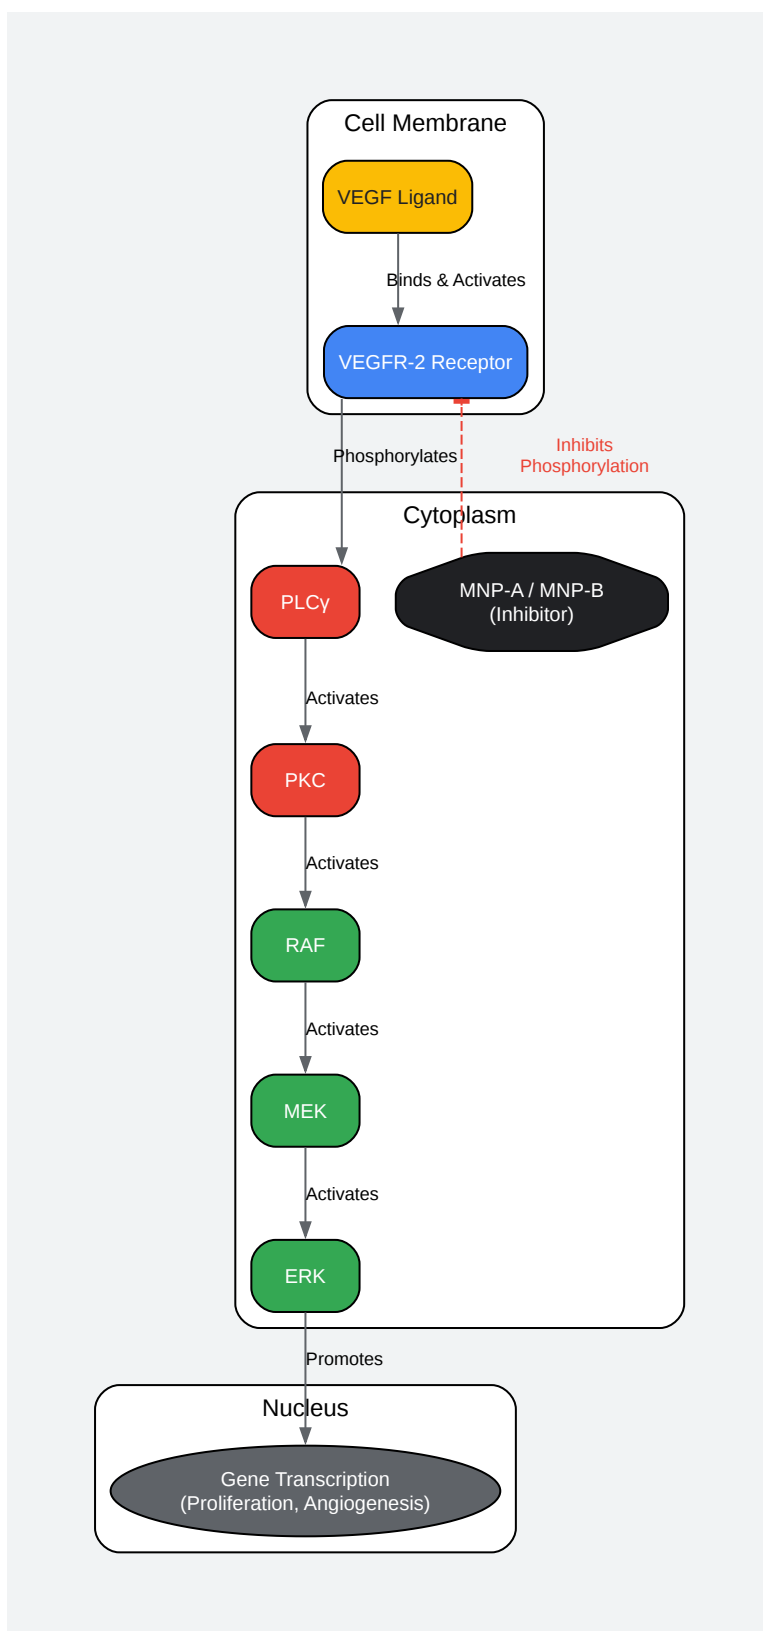 Cell Membrane
VEGF Ligand
Binds & Activates
VEGFR-2 Receptor
Phosphorylates
Inhibits
Phosphorylation
Cytoplasm
PLCγ
MNP-A / MNP-B
(Inhibitor)
Activates
PKC
Activates
RAF
Activates
MEK
Activates
ERK
Promotes
Nucleus
Gene Transcription
(Proliferation, Angiogenesis)